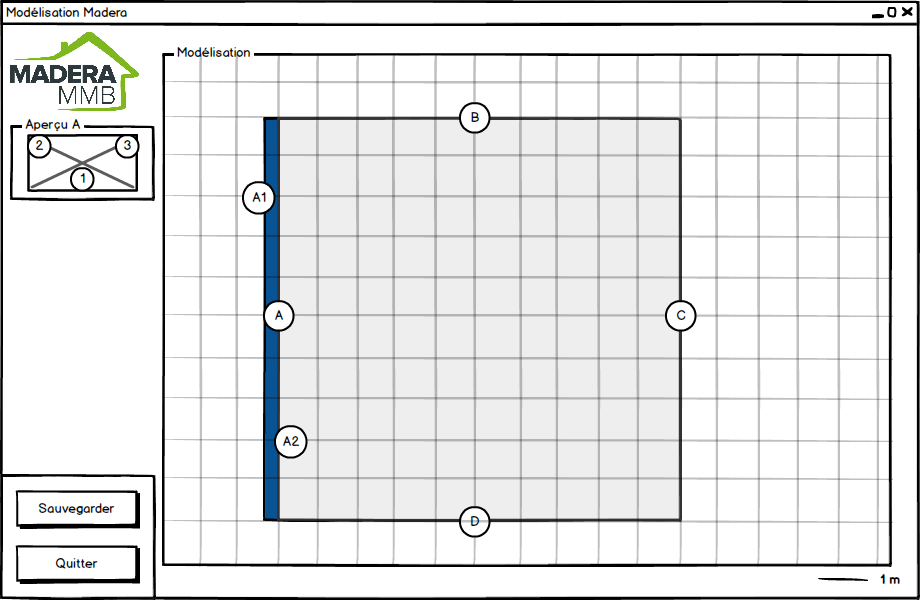 Modélisation Madera
MADERA
MMB
Aperçu A
2
3
1
Modélisation
B
A1
A
C
A2
D
Sauvegarder
Quitter
1 m